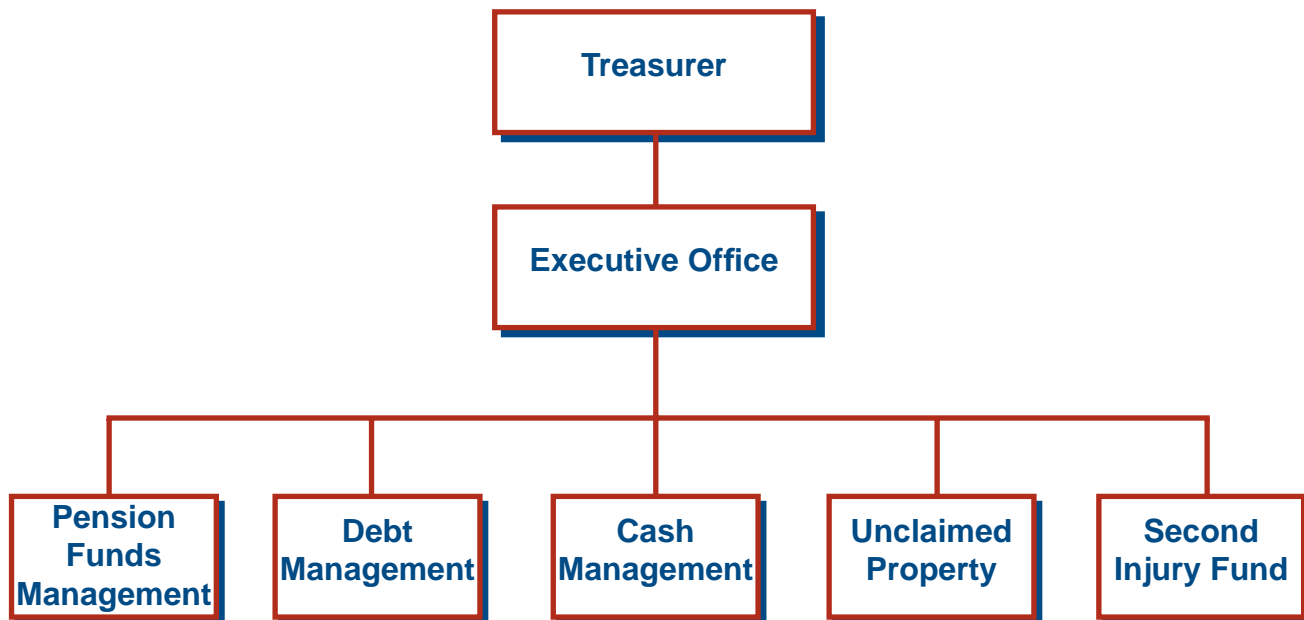 Treasurer
Executive Office
Pension
Funds
Management
Debt
Management
Cash
Management
Unclaimed
Property
Second
Injury Fund